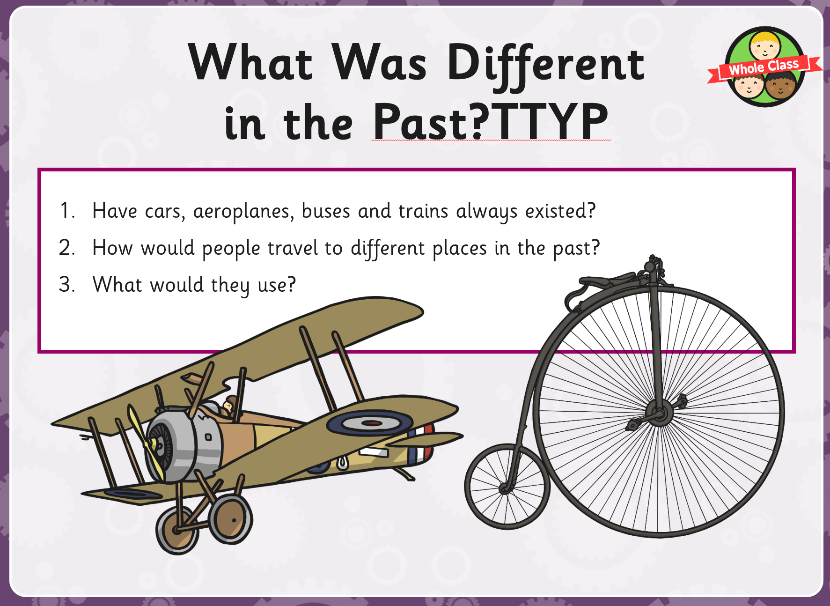 What Was Different
in the Past?TTYP
Whole Class
1. Have cars, aeroplanes, buses and trains always existed?
2. How would people travel to different places in the past?
3. What would they use?